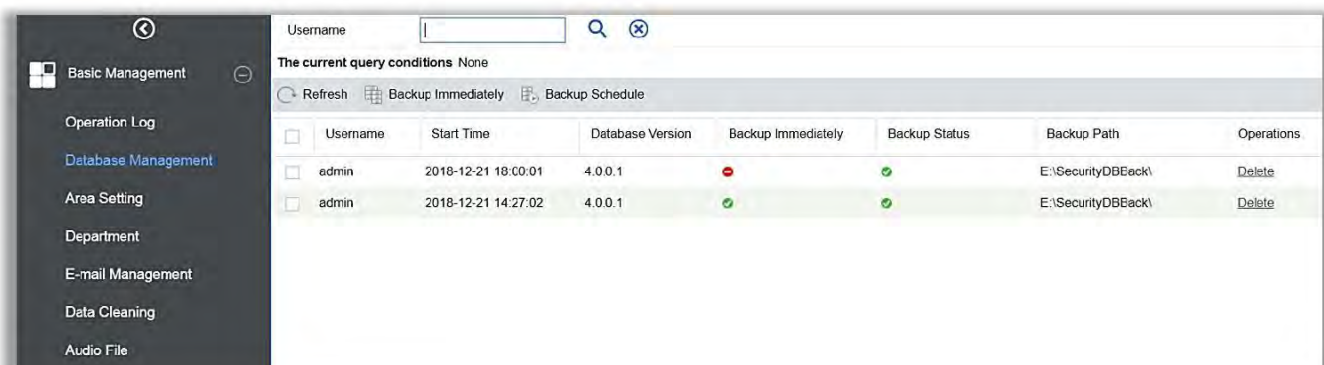 Username
Basic Management
The current query conditions None
Refresh Backup Immediately Backup Schedule
Operation Log
Username Start Time Database Version Backup Immediately Backup Status Backup Path Operations
Database Management
admin 2018-12-21 18:00:01 4.0.0.1 E:\SecurityDBBack\ Delete
Area Setting
admin 2018-12-21 14:27:02 4.0.0.1 E:\SecurityDBBack\ Delete
Department
E-mail Management
Data Cleaning
Audio File